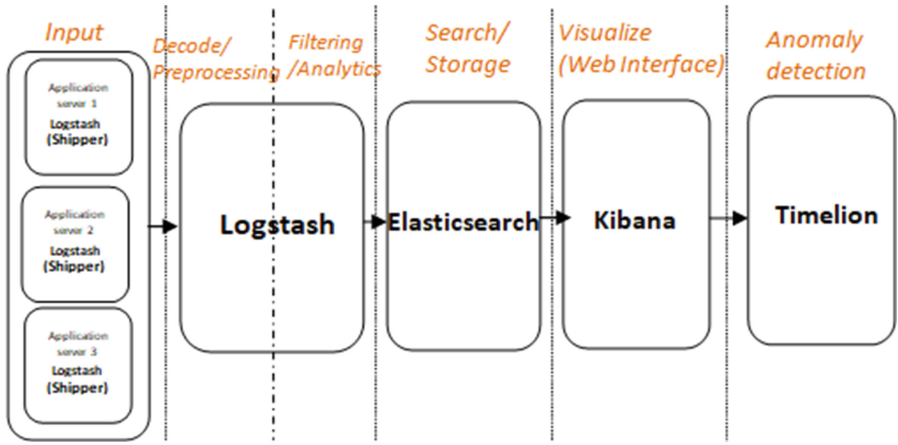 Input
Application
server 1
Logstash
(Shipper)
Application
server 2
Logstash
(Shipper)
Application
server 3
Logstash
(Shipper)
Decode/
Preprocessing
Filtering
/Analytics
Logstash
Search/
Storage
Elasticsearch
Visualize
(Web Interface)
Kibana
Anomaly
detection
Timelion